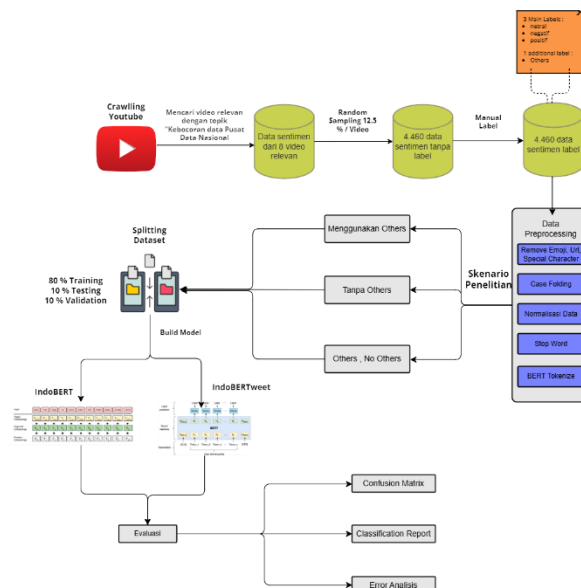 3 Main Labels :
netral
negatif
positif
1 additional label :
Others
Crawling
Youtube
Mencari video relevan
dengan topik
"Kebocoran data Pusat
Data Nasional
Data sentimen
dari 8 video
relevan
Random
Sampling 12.5
% / Video
4.460 data
sentimen tanpa
label
Manual
Label
4.460 data
sentimen label
Data
Preprocessing
Remove Emoji, Url,
Special Character
Case Folding
Normalisasi Data
Stop Word
BERT Tokenize
Skenario
Penelitian
Menggunakan Others
Tanpa Others
Others , No Others
Splitting
Dataset
80 % Training
10 % Testing
10 % Validation
Build Model
IndoBERT
IndoBERTweet
BERT
Evaluasi
Confusion Matrix
Classification Report
Error Analisis